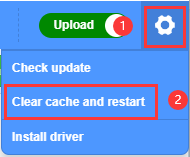 Upload 1
Check update
Clear cache and restart 2
Install driver